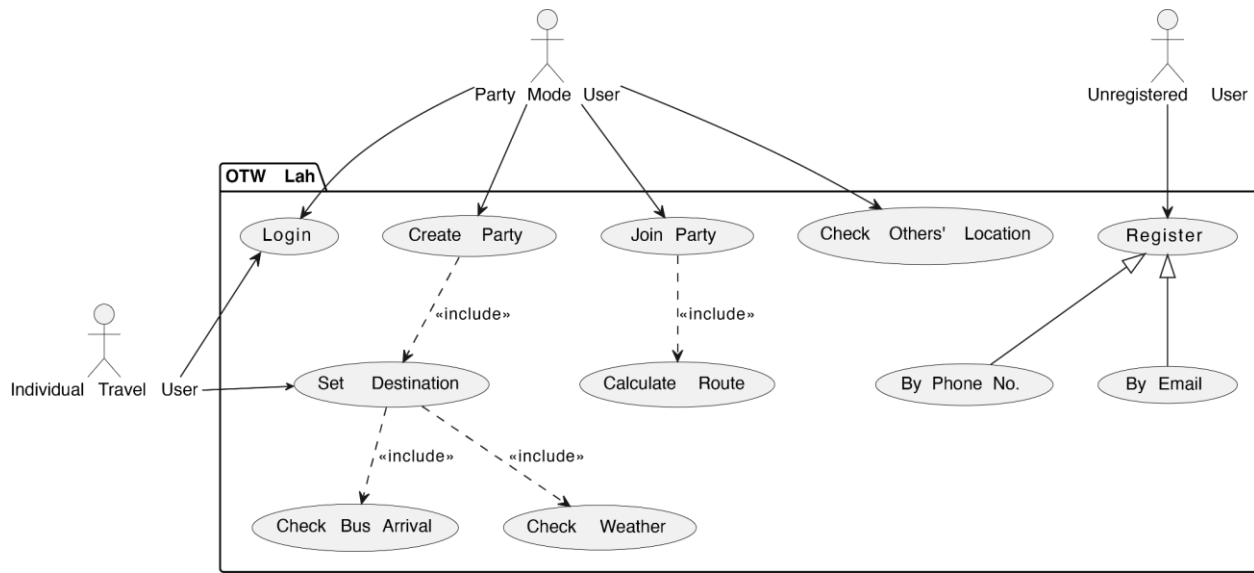 Party Mode User
Unregistered User
OTW Lah
Login
Create Party
Join Party
Check Others' Location
Register
«include»
«include»
Individual Travel User
Set Destination
Calculate Route
By Phone No.
By Email
«include»
«include»
Check Bus Arrival
Check Weather